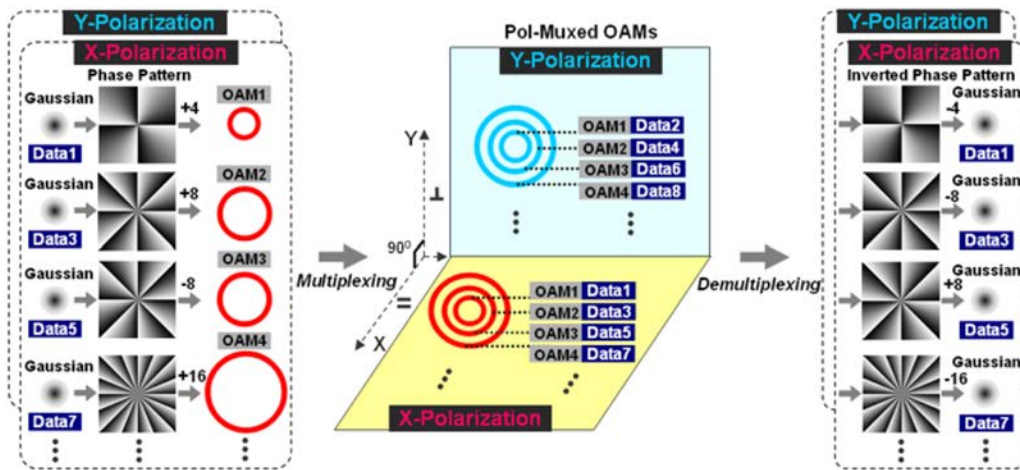 Y-Polarization
X-Polarization
Phase Pattern
Gaussian
+4
OAM1
Data1
Gaussian
+8
OAM2
Data3
Gaussian
-8
OAM3
Data5
Gaussian
+16
OAM4
Data7
Multiplexing
Pol-Muxed OAMs
Y-Polarization
Y
⊥
90⁰
=
X
OAM1 Data2
OAM2 Data4
OAM3 Data6
OAM4 Data8
OAM1 Data1
OAM2 Data3
OAM3 Data5
OAM4 Data7
X-Polarization
Demultiplexing
Y-Polarization
X-Polarization
Inverted Phase Pattern
Gaussian
-4
Data1
Gaussian
-8
Data3
Gaussian
+8
Data5
Gaussian
-16
Data7